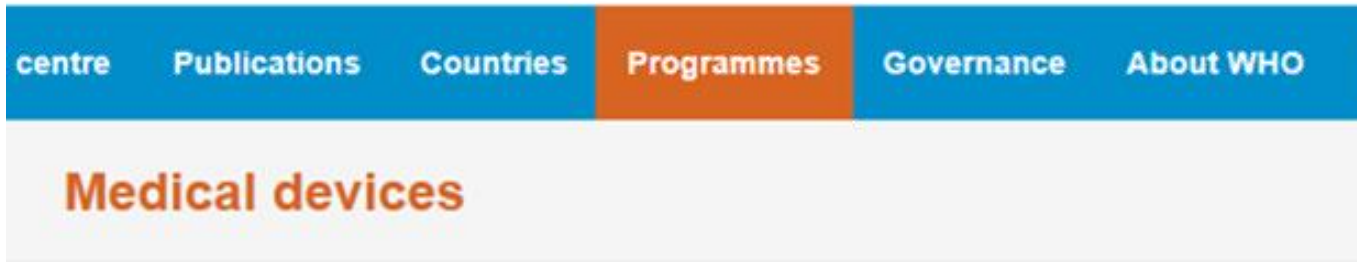 centre Publications Countries Programmes Governance About WHO
Medical devices